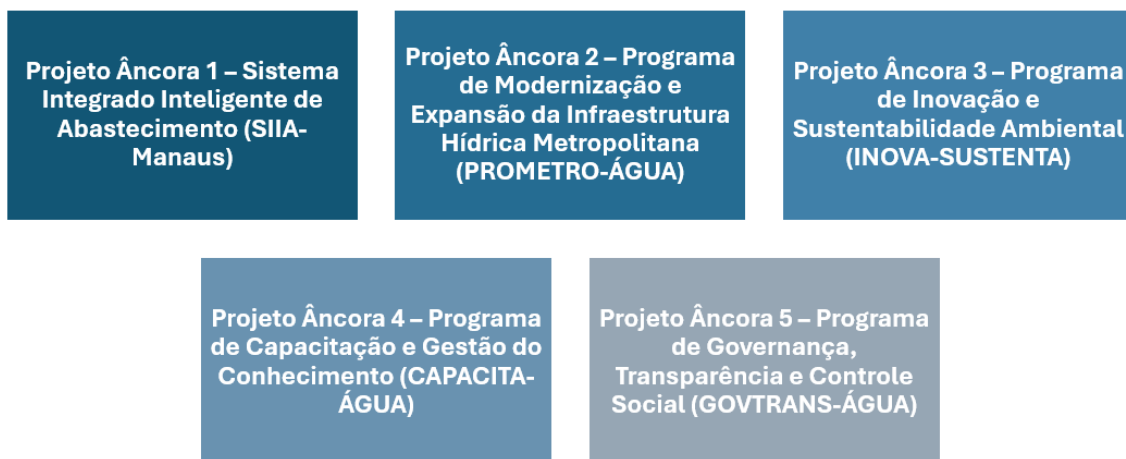 Projeto Âncora 1 – Sistema
Integrado Inteligente de
Abastecimento (SIIA-
Manaus)
Projeto Âncora 2 – Programa
de Modernização e
Expansão da Infraestrutura
Hídrica Metropolitana
(PROMETRO-ÁGUA)
Projeto Âncora 3 – Programa
de Inovação e
Sustentabilidade Ambiental
(INOVA-SUSTENTA)
Projeto Âncora 4 – Programa
de Capacitação e Gestão do
Conhecimento (CAPACITA-
ÁGUA)
Projeto Âncora 5 – Programa
de Governança,
Transparência e Controle
Social (GOVTRANS-ÁGUA)